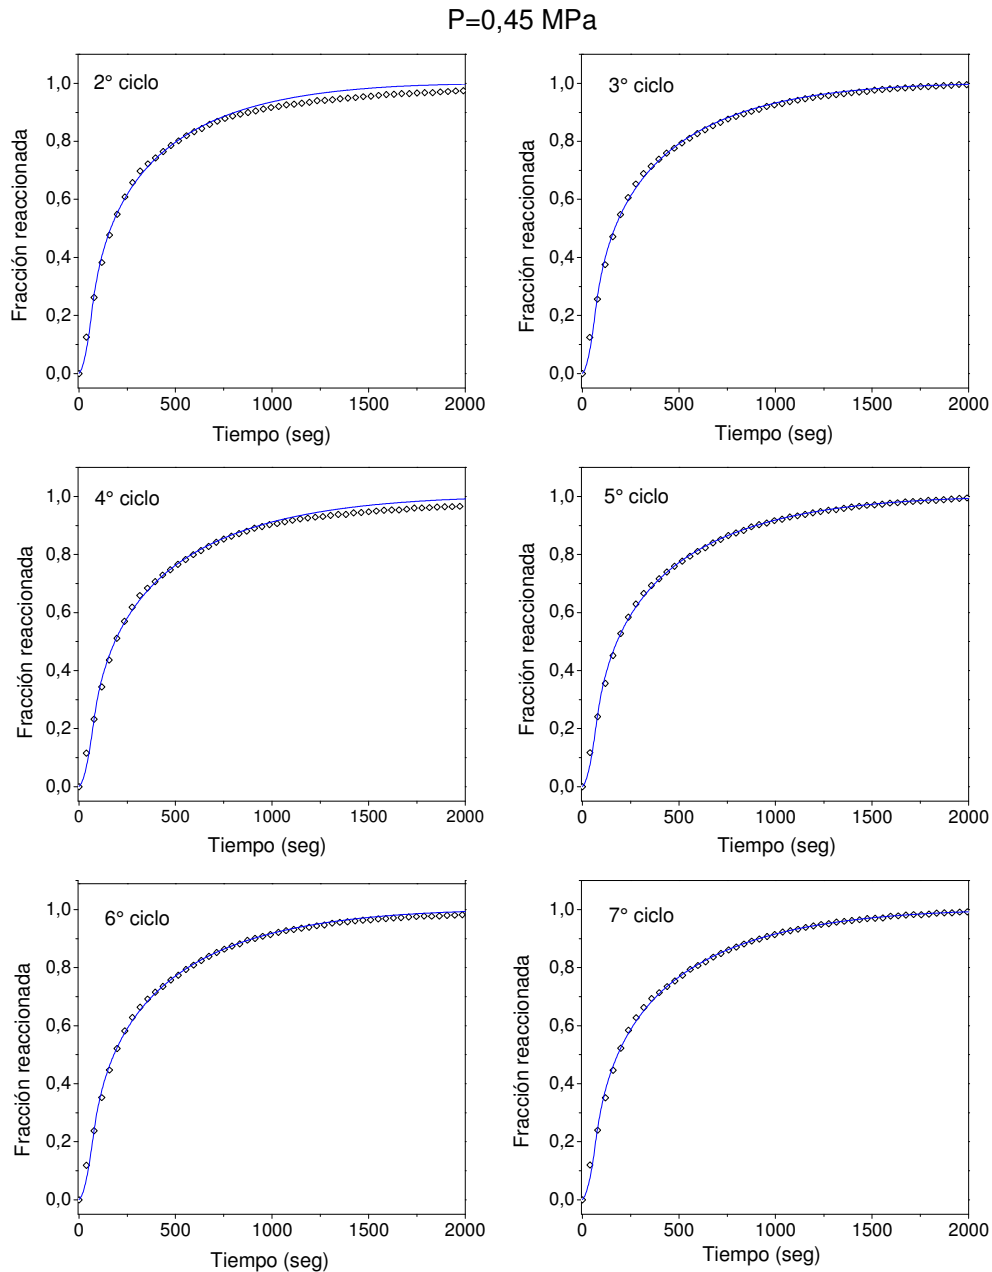 P=0,45 MPa
2° ciclo
1,0
0,8
0,6
0,4
0,2
0,0
Fracción reaccionada
0 500 1000 1500 2000
Tiempo (seg)
3° ciclo
1,0
0,8
0,6
0,4
0,2
0,0
Fracción reaccionada
0 500 1000 1500 2000
Tiempo (seg)
4° ciclo
1,0
0,8
0,6
0,4
0,2
0,0
Fracción reaccionada
0 500 1000 1500 2000
Tiempo (seg)
5° ciclo
1,0
0,8
0,6
0,4
0,2
0,0
Fracción reaccionada
0 500 1000 1500 2000
Tiempo (seg)
6° ciclo
1,0
0,8
0,6
0,4
0,2
0,0
Fracción reaccionada
0 500 1000 1500 2000
Tiempo (seg)
7° ciclo
1,0
0,8
0,6
0,4
0,2
0,0
Fracción reaccionada
0 500 1000 1500 2000
Tiempo (seg)